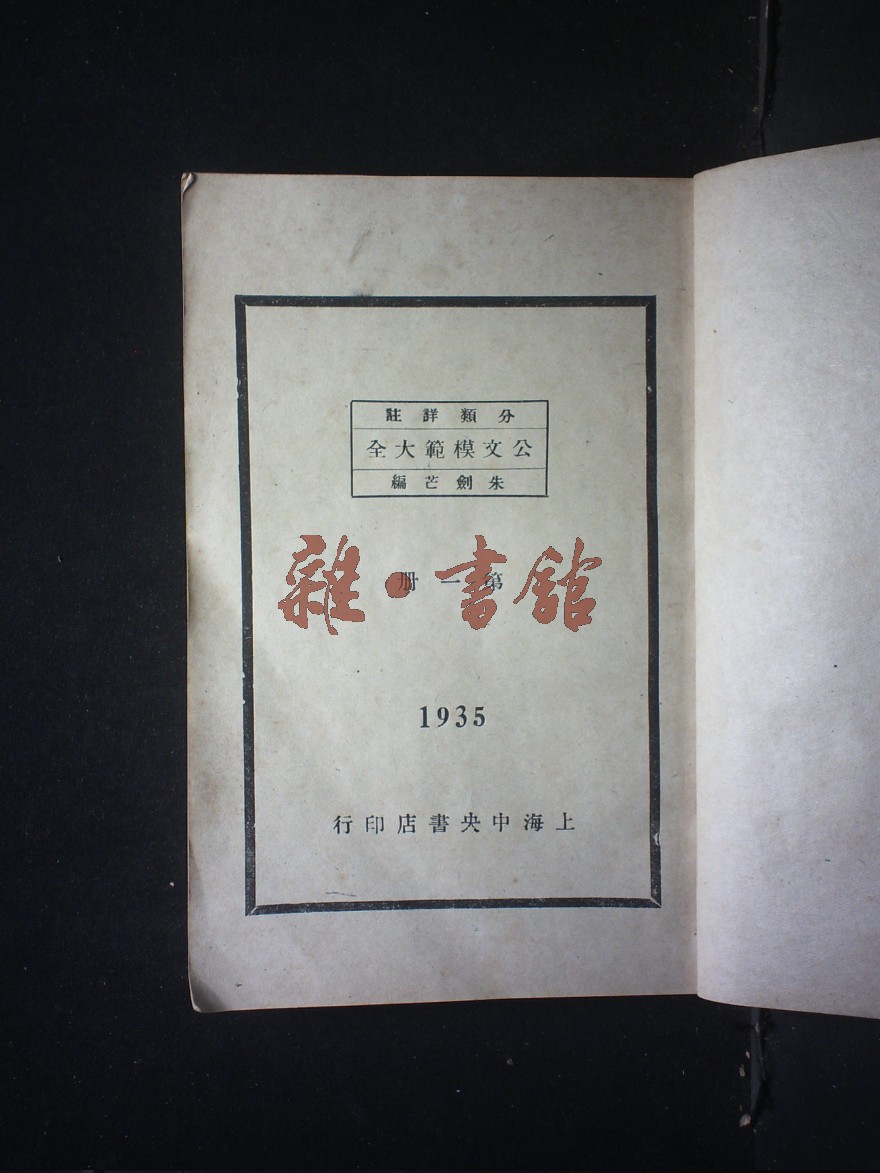 分類詳註
公文模範大全
朱劍芒編
第一册
雜·書館
1935
上海中央書店印行